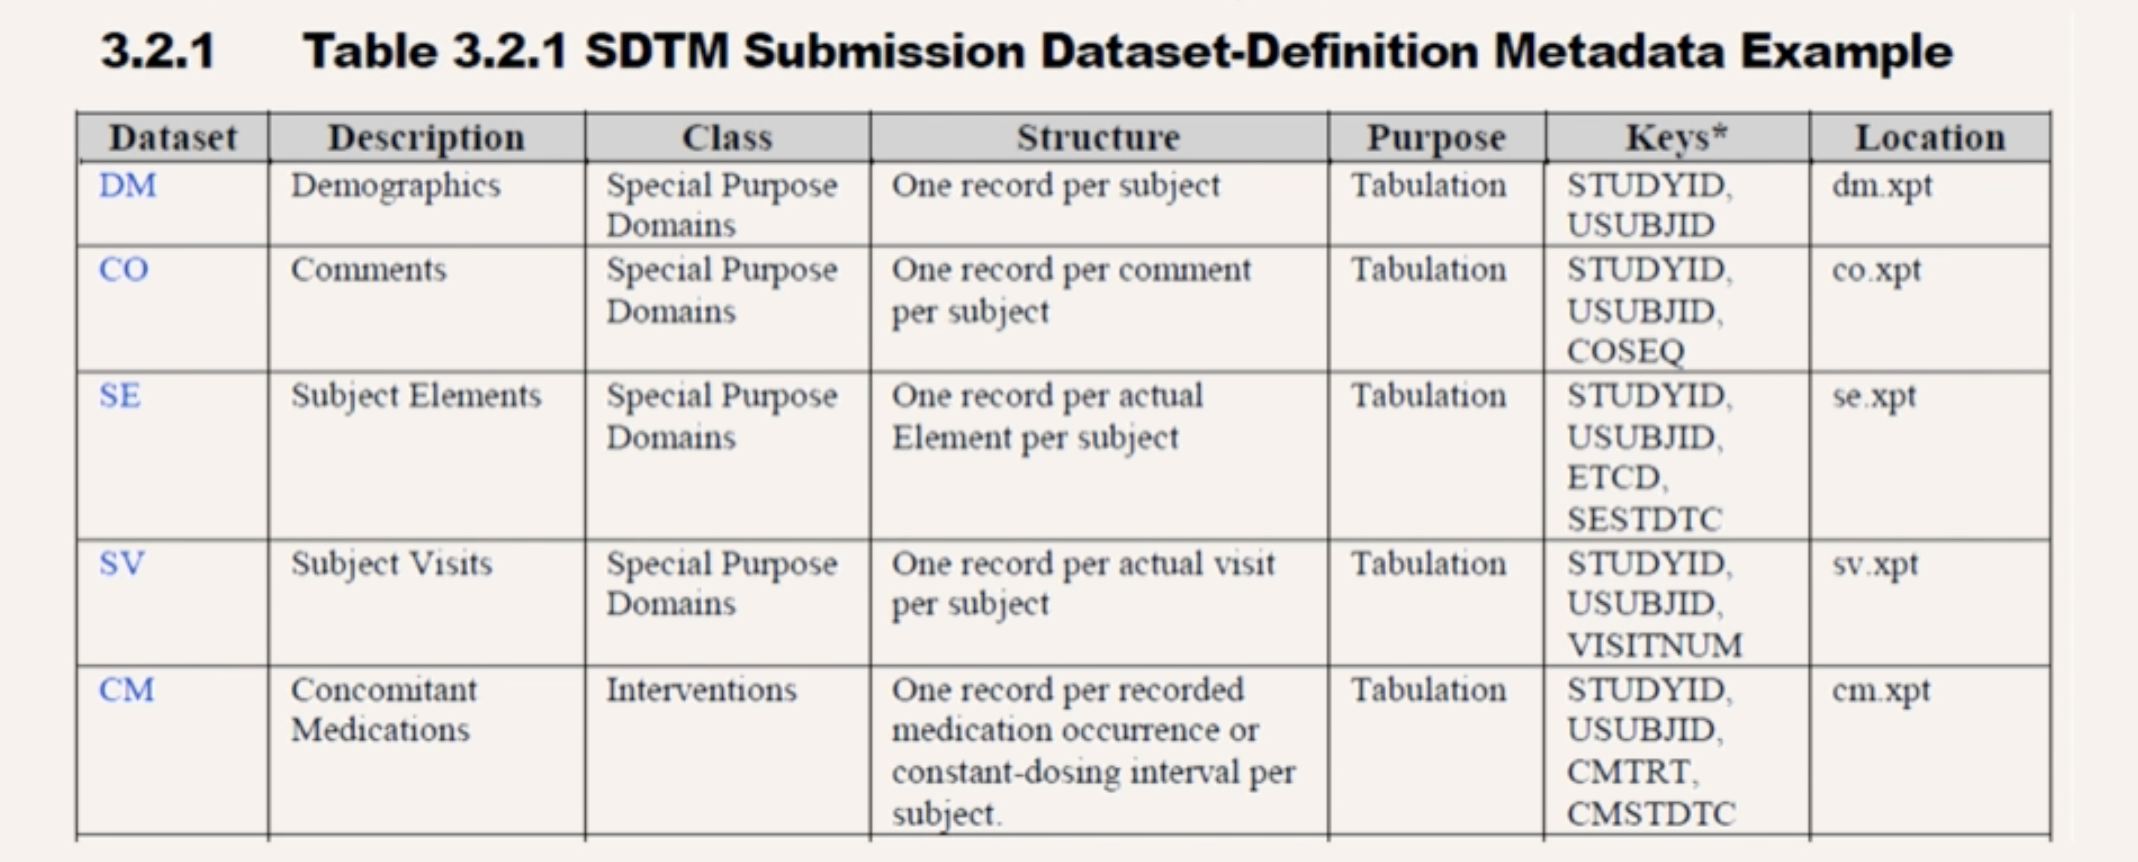 3.2.1 Table 3.2.1 SDTM Submission Dataset-Definition Metadata Example
Dataset Description Class Structure Purpose Keys* Location
DM Demographics Special Purpose One record per subject Tabulation STUDYID, dm.xpt
Domains USUBJID
CO Comments Special Purpose One record per comment Tabulation STUDYID, co.xpt
Domains per subject USUBJID,
COSEQ
SE Subject Elements Special Purpose One record per actual Tabulation STUDYID, se.xpt
Domains Element per subject USUBJID,
ETCD,
SESTDTC
SV Subject Visits Special Purpose One record per actual visit Tabulation STUDYID, sv.xpt
Domains per subject USUBJID,
VISITNUM
CM Concomitant Interventions One record per recorded Tabulation STUDYID, cm.xpt
Medications medication occurrence or USUBJID,
constant-dosing interval per CMTRT,
subject. CMSTDTC